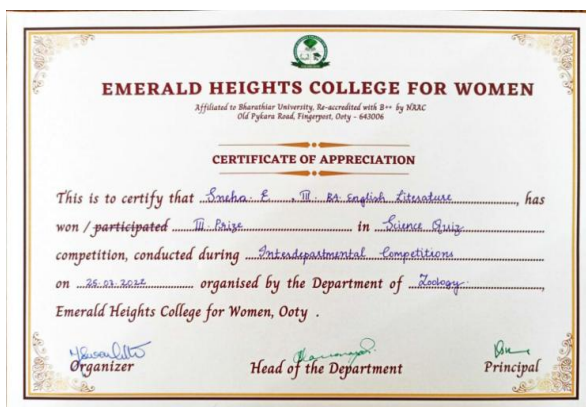 EMERALD HEIGHTS COLLEGE FOR WOMEN
Affiliated to Bharathiar University, Re-accredited with B++ by NAAC
Old Pykara Road, Fingerpost, Ooty - 643006
CERTIFICATE OF APPRECIATION
This is to certify that Sneha. E, III. BA English Literature, has
won / participated III Prize in Science Quiz
competition, conducted during Interdepartmental Competitions
on 25.07.2022 organised by the Department of Zoology.
Emerald Heights College for Women, Ooty .
Organizer Head of the Department Principal